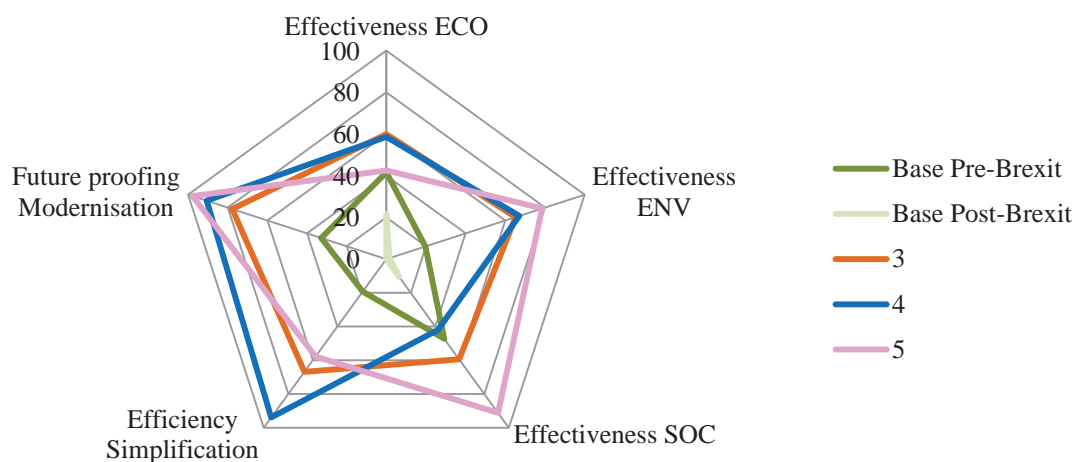 Effectiveness ECO
100
80
60
40
20
0
Effectiveness
ENV
Effectiveness SOC
Efficiency
Simplification
Future proofing
Modernisation
Base Pre-Brexit
Base Post-Brexit
3
4
5